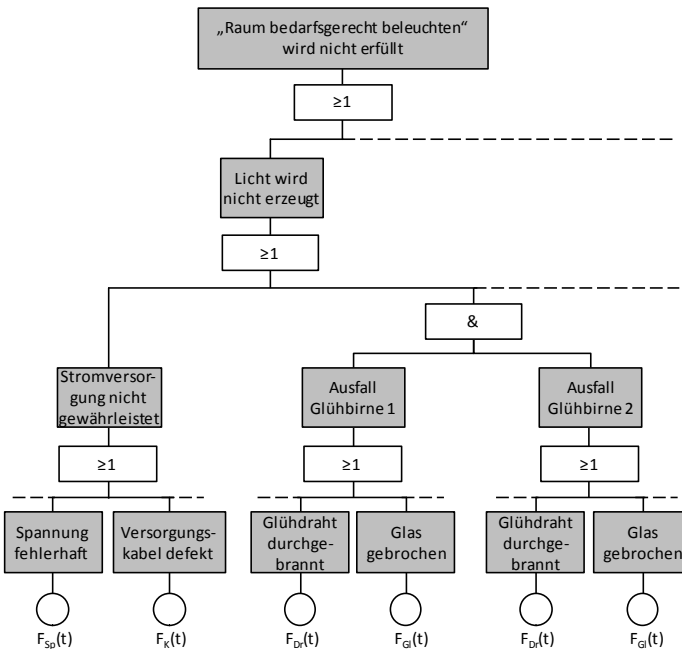 „Raum bedarfsgerecht beleuchten“
wird nicht erfüllt
≥1
Licht wird
nicht erzeugt
≥1
&
Stromversor-
gung nicht
gewährleistet
Ausfall
Glühbirne 1
Ausfall
Glühbirne 2
≥1
≥1
≥1
Spannung
fehlerhaft
Versorgungs-
kabel defekt
Glühdraht
durchge-
brannt
Glas
gebrochen
Glühdraht
durchge-
brannt
Glas
gebrochen
F_Sp(t)
F_K(t)
F_Dr(t)
F_Gl(t)
F_Dr(t)
F_Gl(t)